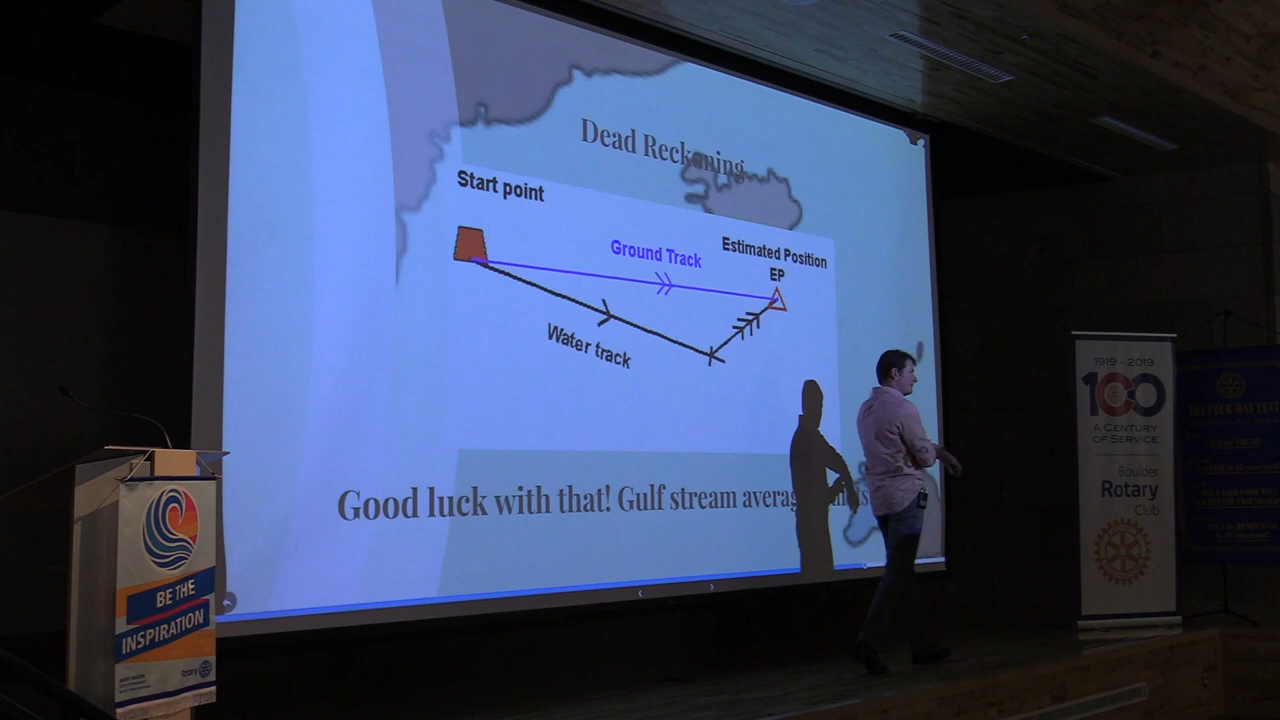 Dead Reckoning
Start point
Ground Track
Estimated Position
EP
Water track
Good luck with that! Gulf stream
BE THE
INSPIRATION
Rotary
1919 - 2019
100
A CENTURY
OF SERVICE
Boulder
Rotary
Club